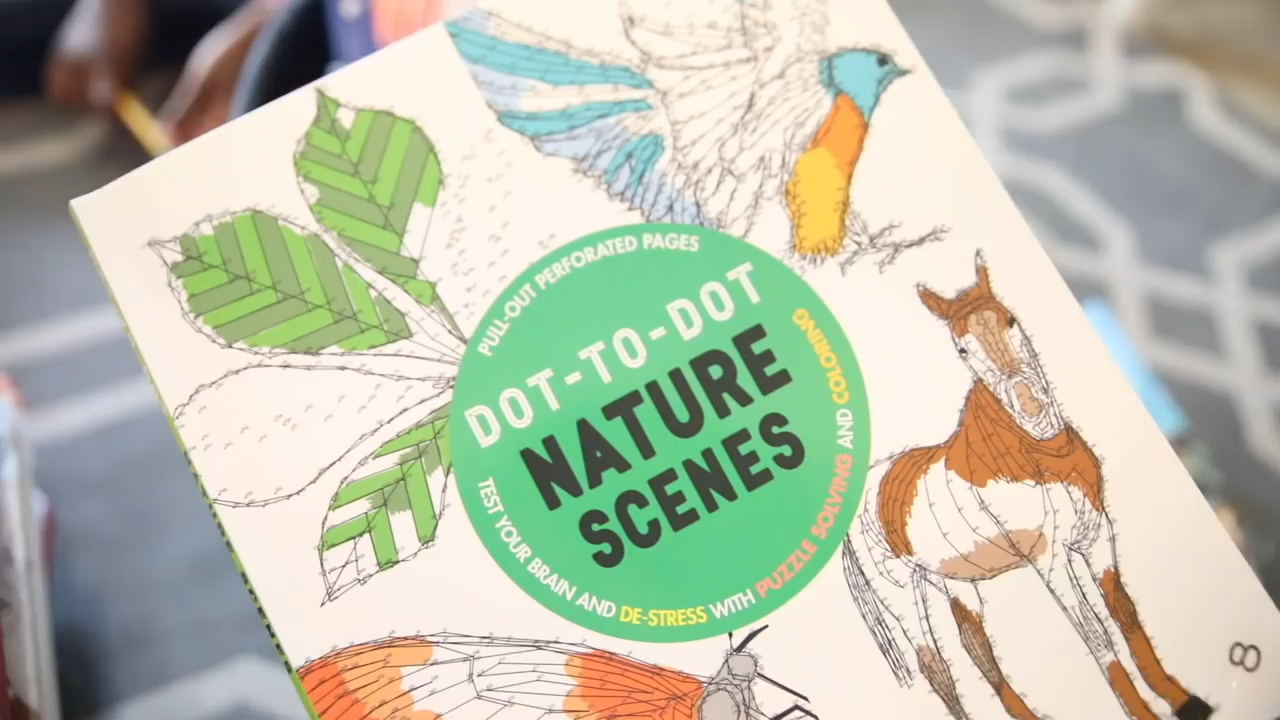 PULL-OUT PERFORATED PAGES
DOT-TO-DOT
NATURE
SCENES
TEST YOUR BRAIN AND DE-STRESS WITH PUZZLE SOLVING AND COLORING